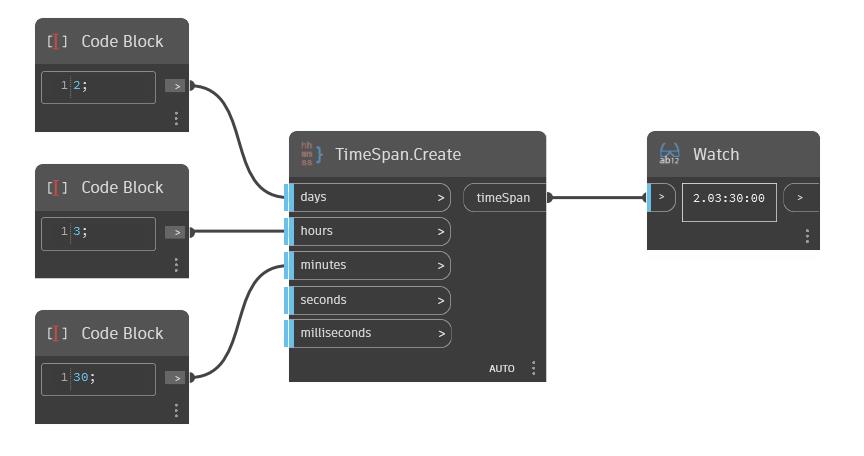 Code Block
1 2;
>
Code Block
1 3;
>
Code Block
1 30;
>
TimeSpan.Create
days >
timeSpan
hours >
minutes >
seconds >
milliseconds >
AUTO
Watch
>
2.03:30:00
>